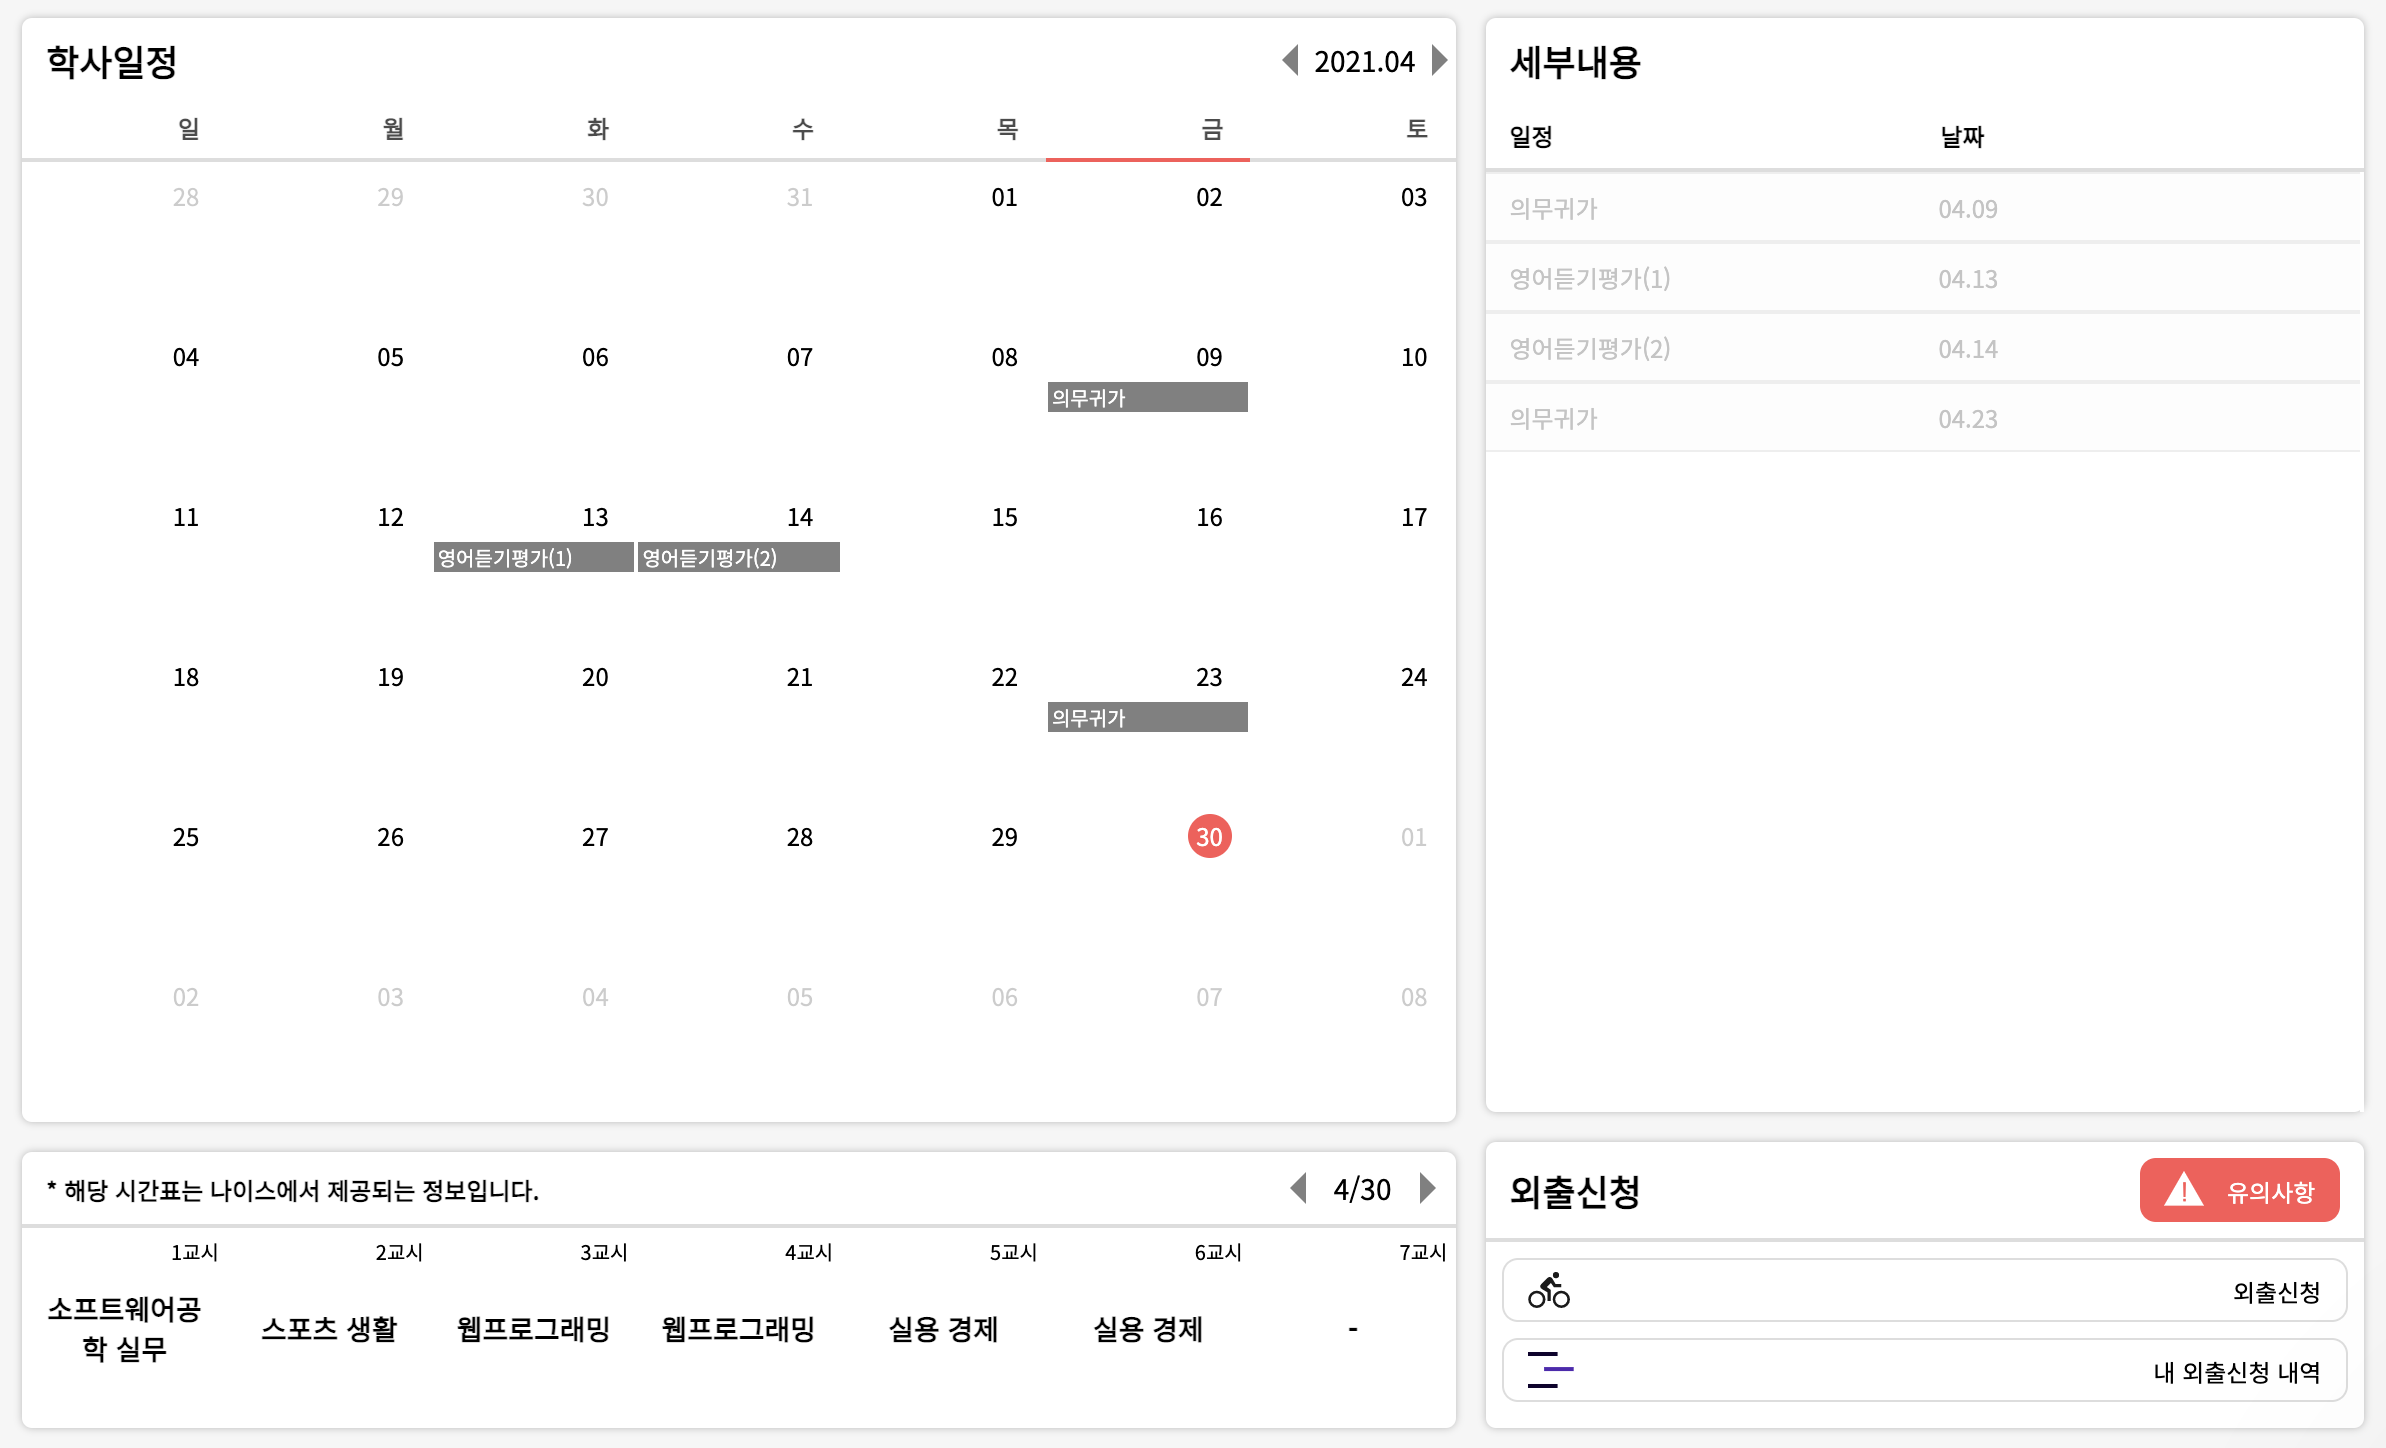 학사일정
2021.04
일 월 화 수 목 금 토
28 29 30 31 01 02 03
04 05 06 07 08 09 10
의무귀가
11 12 13 14 15 16 17
영어듣기평가(1) 영어듣기평가(2)
18 19 20 21 22 23 24
의무귀가
25 26 27 28 29 30 01
02 03 04 05 06 07 08
세부내용
일정 날짜
의무귀가 04.09
영어듣기평가(1) 04.13
영어듣기평가(2) 04.14
의무귀가 04.23
* 해당 시간표는 나이스에서 제공되는 정보입니다.
4/30
1교시 2교시 3교시 4교시 5교시 6교시 7교시
소프트웨어공
학 실무
스포츠 생활 웹프로그래밍 웹프로그래밍 실용 경제 실용 경제 -
외출신청
유의사항
외출신청
내 외출신청 내역